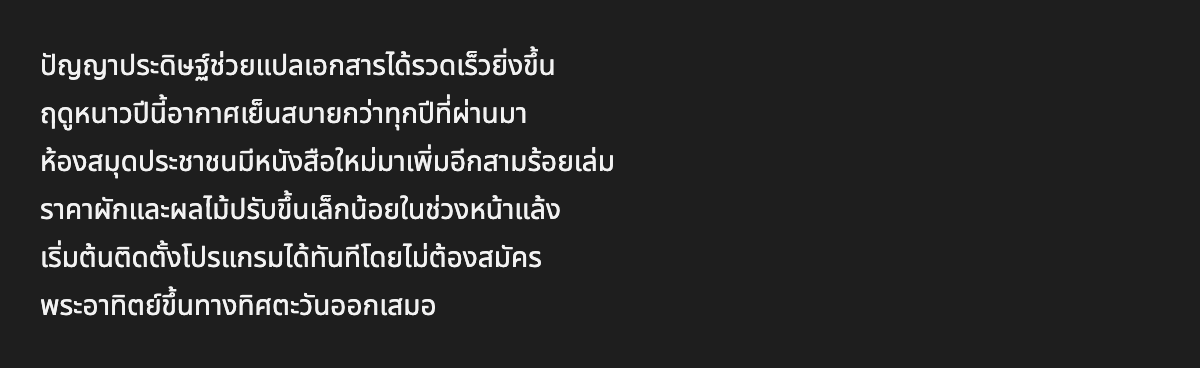 ปัญญาประดิษฐ์ช่วยแปลเอกสารได้รวดเร็วยิ่งขึ้น
ฤดูหนาวปีนี้อากาศเย็นสบายกว่าทุกปีที่ผ่านมา
ห้องสมุดประชาชนมีหนังสือใหม่มาเพิ่มอีกสามร้อยเล่ม
ราคาผักและผลไม้ปรับขึ้นเล็กน้อยในช่วงหน้าแล้ง
เริ่มต้นติดตั้งโปรแกรมได้ทันทีโดยไม่ต้องสมัคร
พระอาทิตย์ขึ้นทางทิศตะวันออกเสมอ